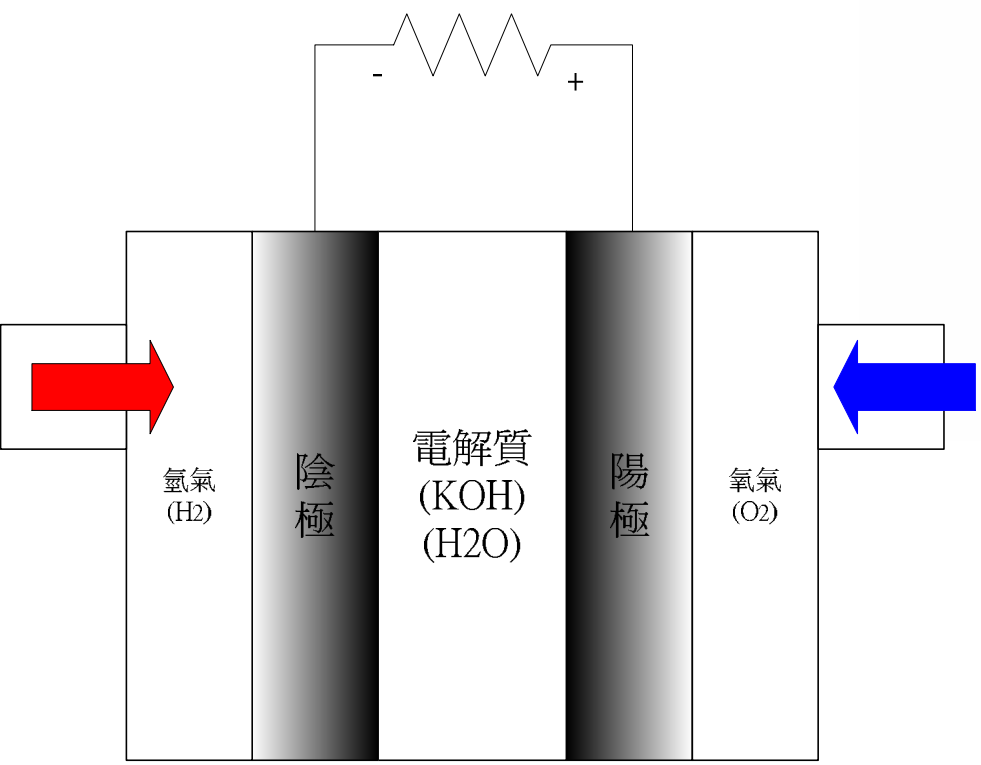 -
+
氫氣
(H2)
陰
極
電解質
(KOH)
(H2O)
陽
極
氧氣
(O2)